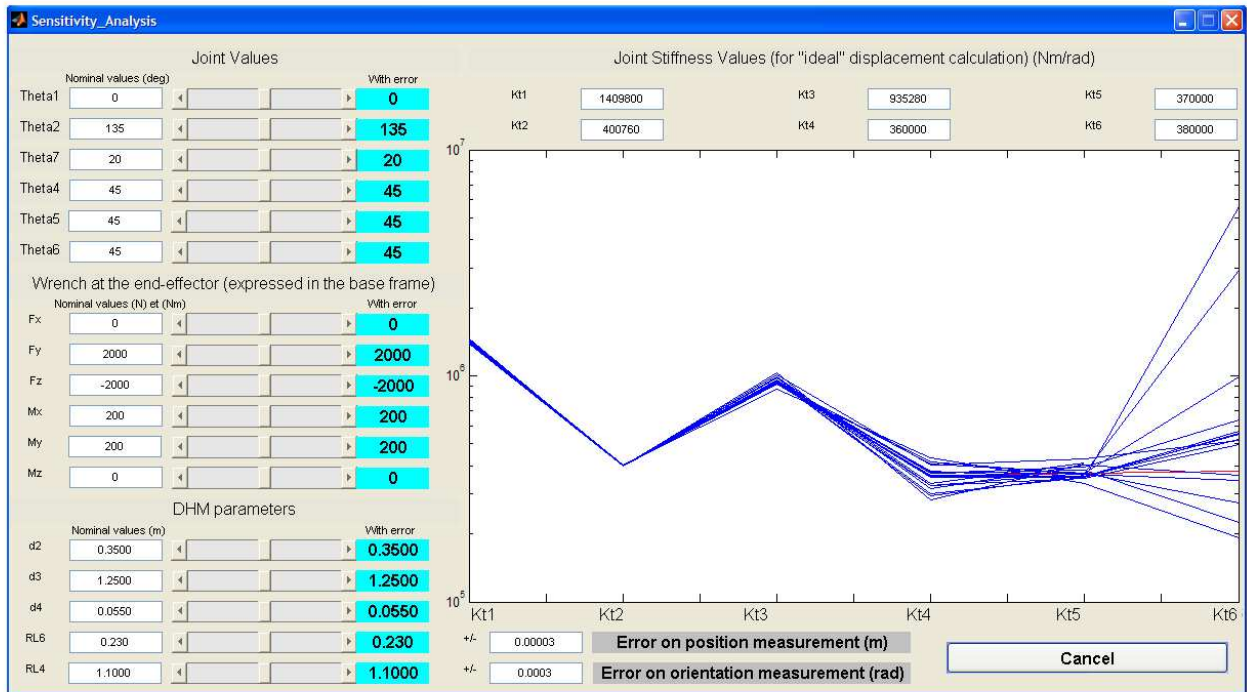 Sensitivity_Analysis
Joint Values
Nominal values (deg) With error
Theta1 0 0
Theta2 135 135
Theta7 20 20
Theta4 45 45
Theta5 45 45
Theta6 45 45
Wrench at the end-effector (expressed in the base frame)
Nominal values (N) et (Nm) With error
Fx 0 0
Fy 2000 2000
Fz -2000 -2000
Mx 200 200
My 200 200
Mz 0 0
DHM parameters
Nominal values (m) With error
d2 0.3500 0.3500
d3 1.2500 1.2500
d4 0.0550 0.0550
RL6 0.230 0.230
RL4 1.1000 1.1000
Joint Stiffness Values (for "ideal" displacement calculation) (Nm/rad)
Kt1 1409800 Kt3 935280 Kt5 370000
Kt2 400760 Kt4 360000 Kt6 380000
10^7
10^6
10^5
Kt1 Kt2 Kt3 Kt4 Kt5 Kt6
+/- 0.00003 Error on position measurement (m)
+/- 0.0003 Error on orientation measurement (rad)
Cancel